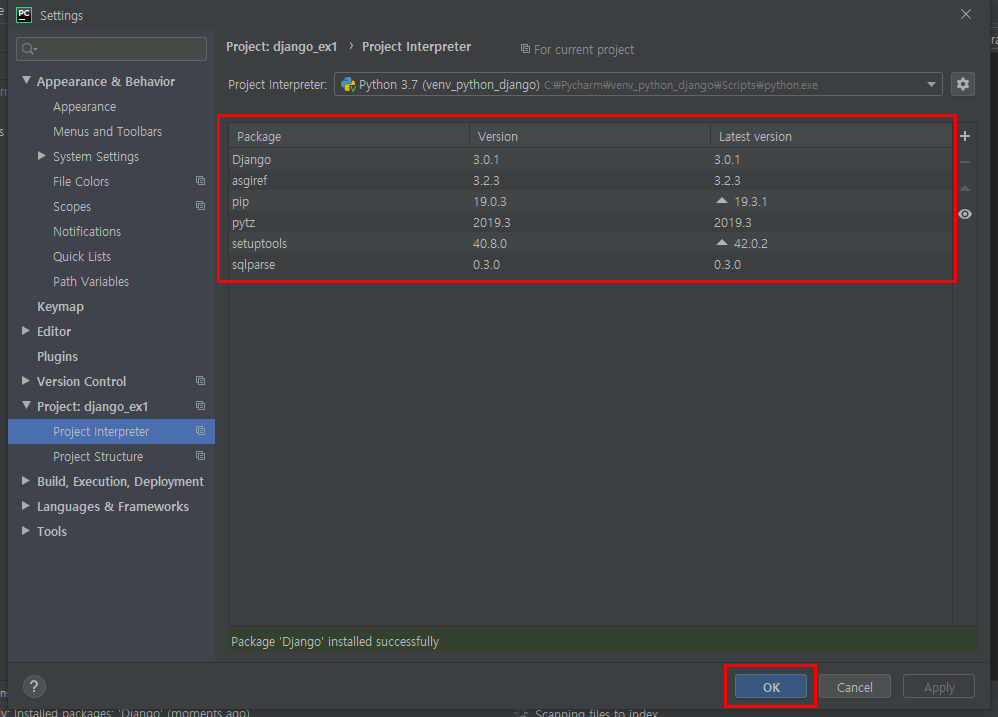 PC Settings
Project: django_ex1 › Project Interpreter For current project
Project Interpreter: Python 3.7 (venv_python_django) C:₩Pycharm₩venv_python_django₩Scripts₩python.exe
Appearance & Behavior
Appearance
Menus and Toolbars
System Settings
File Colors
Scopes
Notifications
Quick Lists
Path Variables
Keymap
Editor
Plugins
Version Control
Project: django_ex1
Project Interpreter
Project Structure
Build, Execution, Deployment
Languages & Frameworks
Tools
Package Version Latest version
Django 3.0.1 3.0.1
asgiref 3.2.3 3.2.3
pip 19.0.3 19.3.1
pytz 2019.3 2019.3
setuptools 40.8.0 42.0.2
sqlparse 0.3.0 0.3.0
Package 'Django' installed successfully
? OK Cancel Apply
Installed packages: 'Django' (moments ago) Scanning files to index